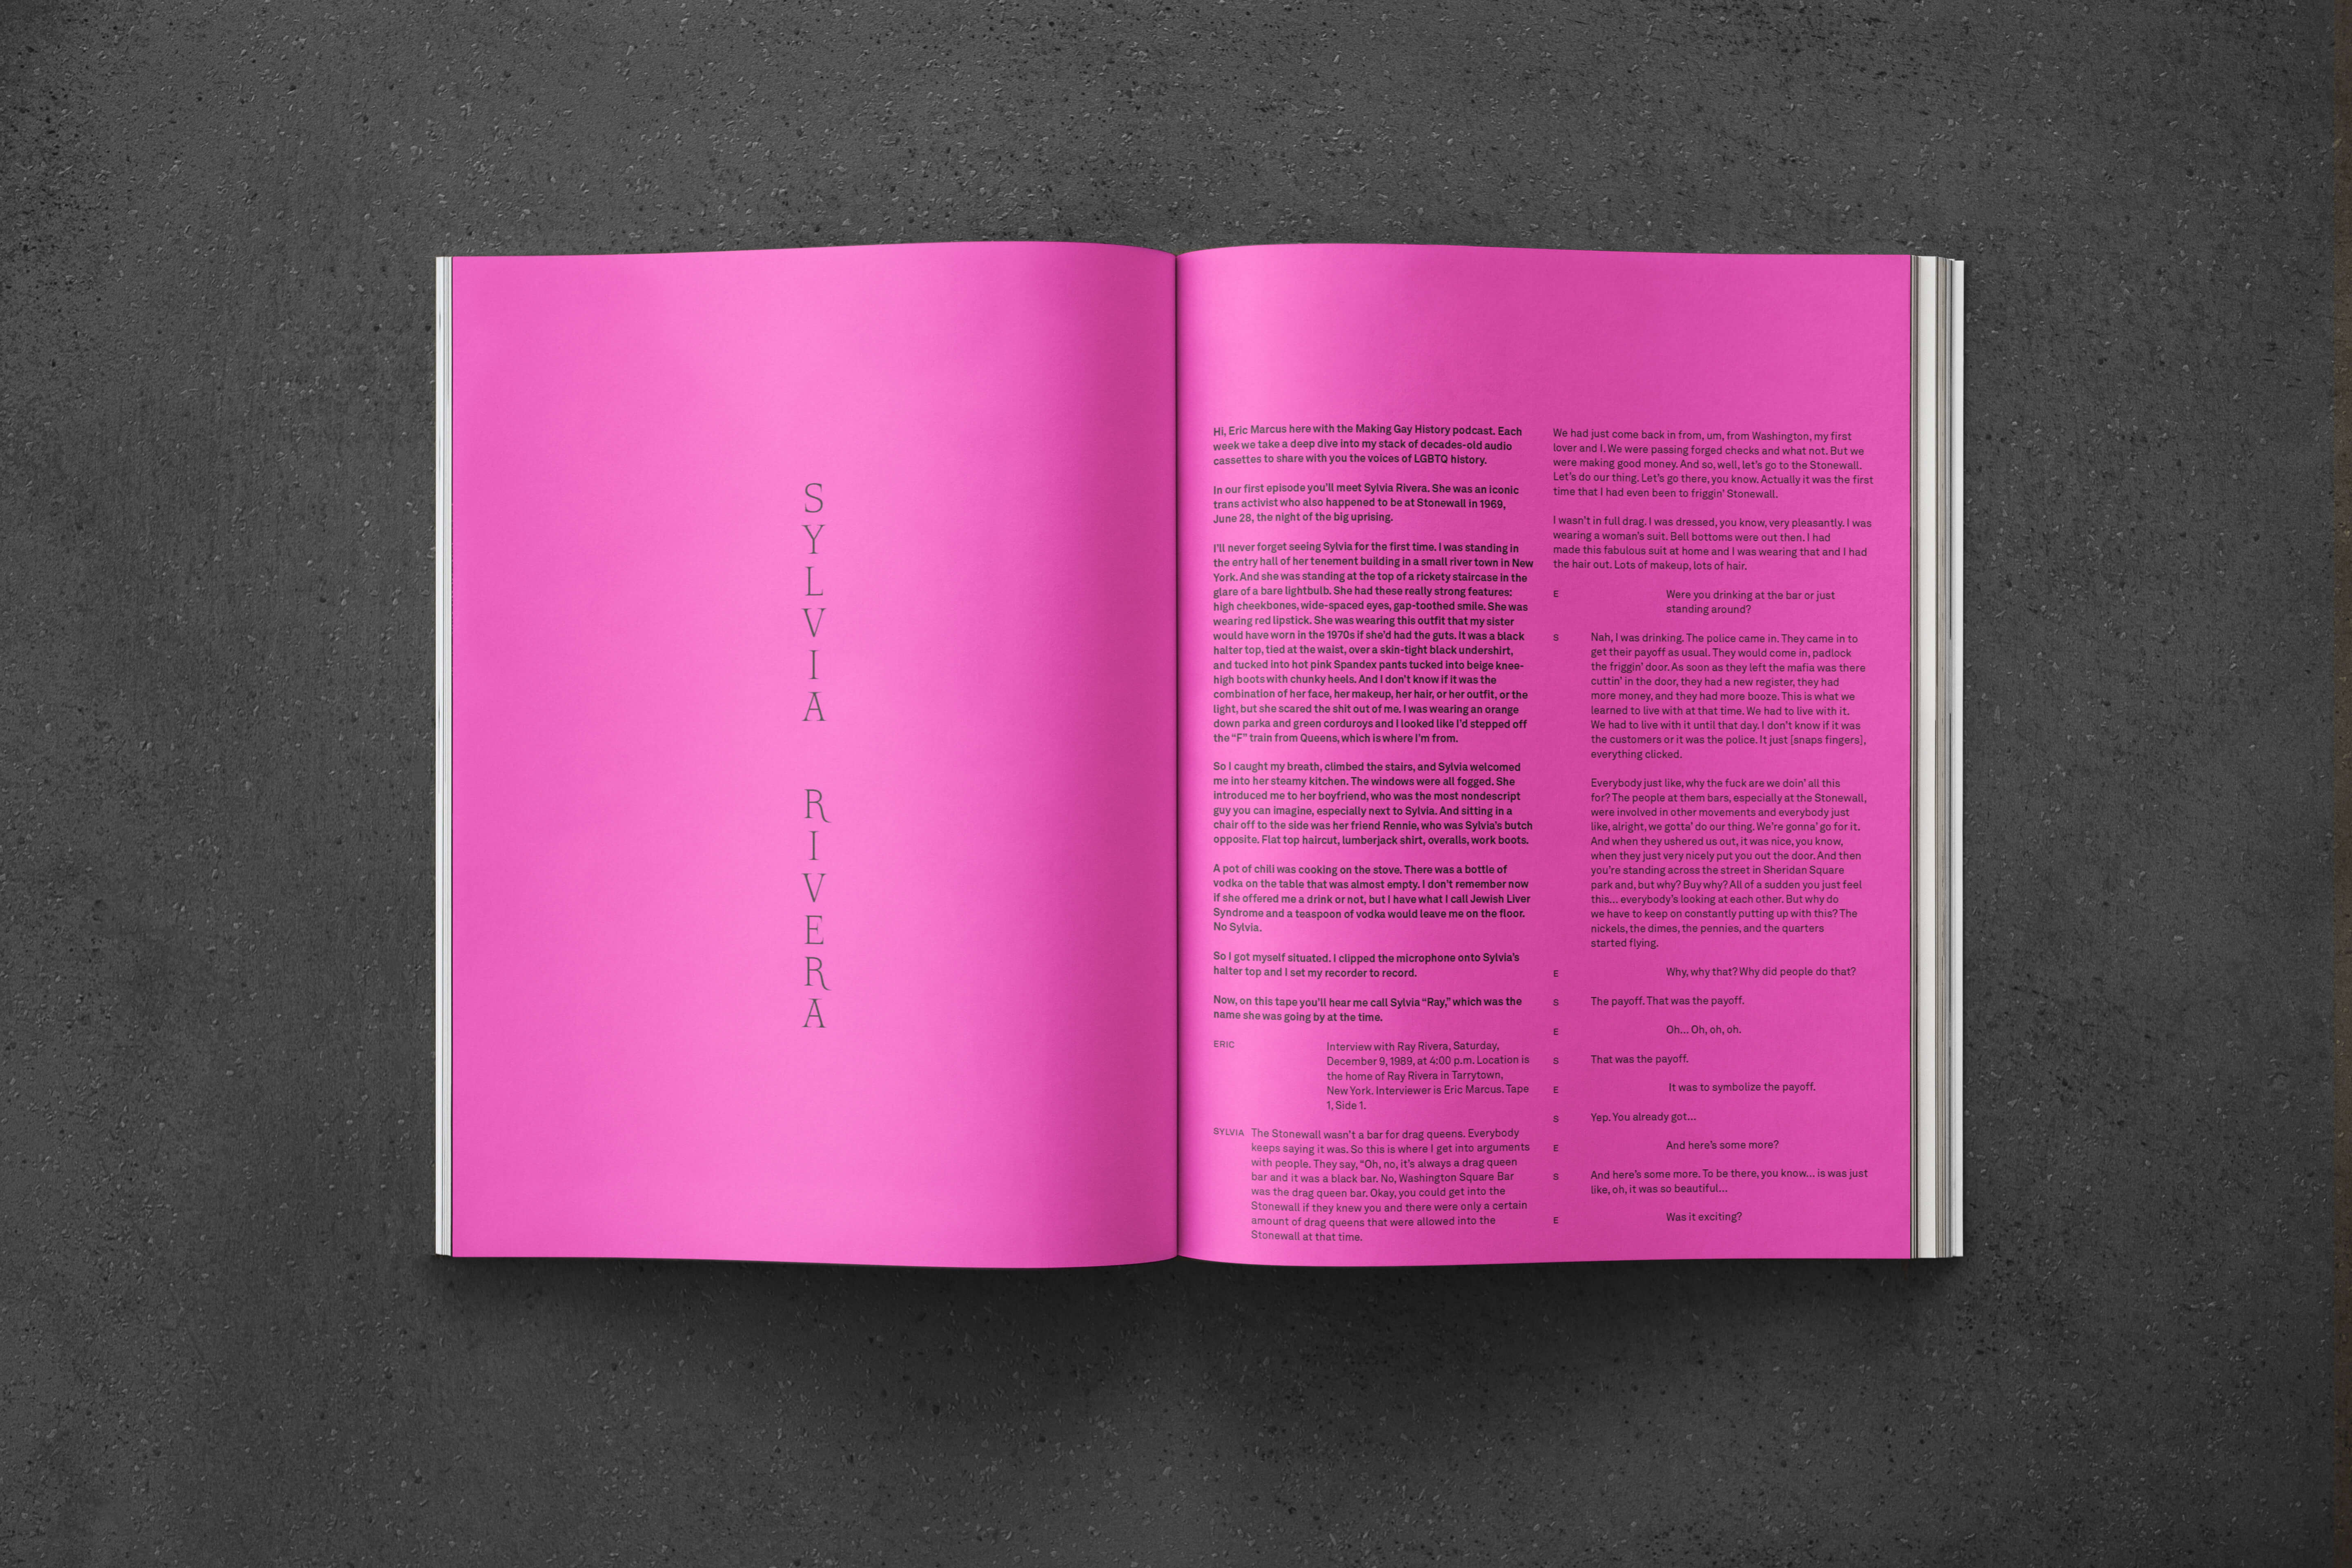 SYLVIA
RIVERA
Hi, Eric Marcus here with the Making Gay History podcast. Each
week we take a deep dive into my stack of decades-old audio
cassettes to share with you the voices of LGBTQ history.
In our first episode you'll meet Sylvia Rivera. She was an iconic
trans activist who also happened to be at Stonewall in 1969,
June 28, the night of the big uprising.
I'll never forget seeing Sylvia for the first time. I was standing in
the entry hall of her tenement building in a small river town in New
York. And she was standing at the top of a rickety staircase in the
glare of a bare lightbulb. She had these really strong features:
high cheekbones, wide-spaced eyes, gap-toothed smile. She was
wearing red lipstick. She was wearing this outfit that my sister
would have worn in the 1970s if she'd had the guts. It was a black
halter top, tied at the waist, over a skin-tight black undershirt,
and tucked into hot pink Spandex pants tucked into beige knee-
high boots with chunky heels. And I don't know if it was the
combination of her face, her makeup, her hair, or her outfit, or the
light, but she scared the shit out of me. I was wearing an orange
down parka and green corduroys and I looked like I'd stepped off
the “F” train from Queens, which is where I'm from.
So I caught my breath, climbed the stairs, and Sylvia welcomed
me into her steamy kitchen. The windows were all fogged. She
introduced me to her boyfriend, who was the most nondescript
guy you can imagine, especially next to Sylvia. And sitting in a
chair off to the side was her friend Rennie, who was Sylvia's butch
opposite. Flat top haircut, lumberjack shirt, overalls, work boots.
A pot of chili was cooking on the stove. There was a bottle of
vodka on the table that was almost empty. I don't remember now
if she offered me a drink or not, but I have what I call Jewish Liver
Syndrome and a teaspoon of vodka would leave me on the floor.
No Sylvia.
So I got myself situated. I clipped the microphone onto Sylvia's
halter top and I set my recorder to record.
Now, on this tape you'll hear me call Sylvia “Ray,” which was the
name she was going by at the time.
ERIC Interview with Ray Rivera, Saturday,
December 9, 1989, at 4:00 p.m. Location is
the home of Ray Rivera in Tarrytown,
New York. Interviewer is Eric Marcus. Tape
1, Side 1.
SYLVIA The Stonewall wasn't a bar for drag queens. Everybody
keeps saying it was. So this is where I get into arguments
with people. They say, “Oh, no, it's always a drag queen
bar and it was a black bar. No, Washington Square Bar
was the drag queen bar. Okay, you could get into the
Stonewall if they knew you and there were only a certain
amount of drag queens that were allowed into the
Stonewall at that time.
We had just come back in from, um, from Washington, my first
lover and I. We were passing forged checks and what not. But we
were making good money. And so, well, let's go to the Stonewall.
Let's do our thing. Let's go there, you know. Actually it was the first
time that I had even been to friggin' Stonewall.
I wasn't in full drag. I was dressed, you know, very pleasantly. I was
wearing a woman's suit. Bell bottoms were out then. I had
made this fabulous suit at home and I was wearing that and I had
the hair out. Lots of makeup, lots of hair.
E Were you drinking at the bar or just
standing around?
S Nah, I was drinking. The police came in. They came in to
get their payoff as usual. They would come in, padlock
the friggin' door. As soon as they left the mafia was there
cuttin' in the door, they had a new register, they had
more money, and they had more booze. This is what we
learned to live with at that time. We had to live with it.
We had to live with it until that day. I don't know if it was
the customers or it was the police. It just [snaps fingers],
everything clicked.
Everybody just like, why the fuck are we doin' all this
for? The people at them bars, especially at the Stonewall,
were involved in other movements and everybody just
like, alright, we gotta' do our thing. We're gonna' go for it.
And when they ushered us out, it was nice, you know,
when they just very nicely put you out the door. And then
you're standing across the street in Sheridan Square
park and, but why? Buy why? All of a sudden you just feel
this... everybody's looking at each other. But why do
we have to keep on constantly putting up with this? The
nickels, the dimes, the pennies, and the quarters
started flying.
E Why, why that? Why did people do that?
S The payoff. That was the payoff.
E Oh... Oh, oh, oh.
S That was the payoff.
E It was to symbolize the payoff.
S Yep. You already got...
E And here's some more?
S And here's some more. To be there, you know... is was just
like, oh, it was so beautiful...
E Was it exciting?